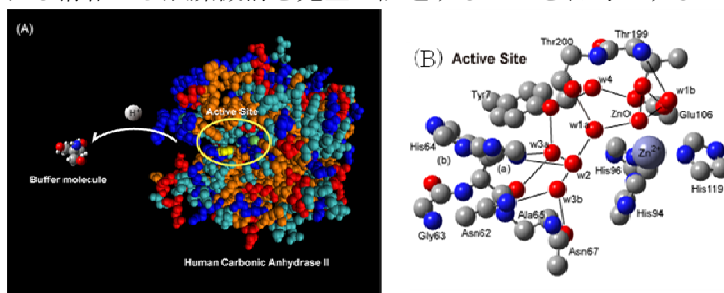 (A)
Active Site
H+
Buffer molecule
Human Carbonic Anhydrase II
(B) Active Site
Thr200
Thr199
Tyr7
w4
w1b
ZnO
Glu106
w1a
His64
w3a
(b)
(a)
w2
His96
Zn2+
His119
w3b
His94
Ala65
Gly63
Asn62
Asn67